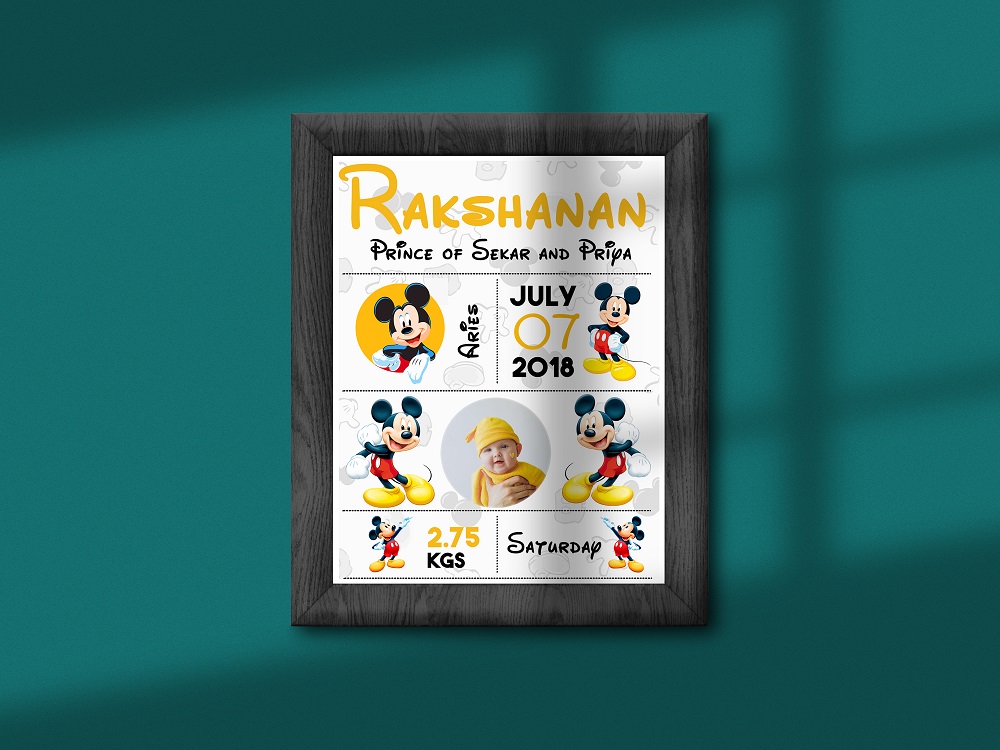 Rakshanan
Prince of Sekar and Priya
Aries
JULY
07
2018
2.75
KGS
Saturday